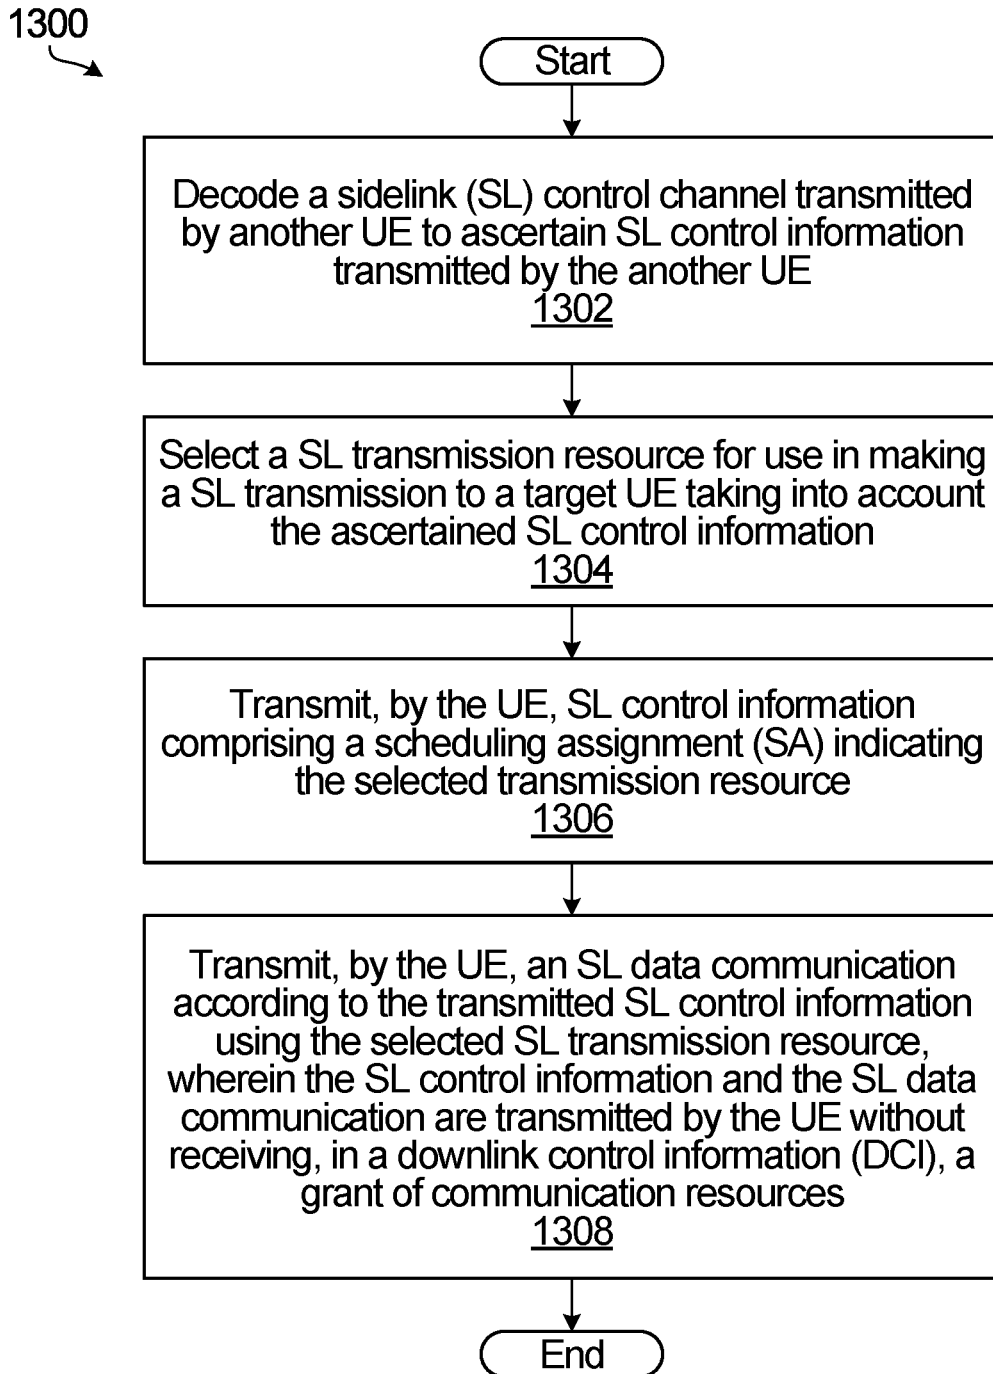 1300
Start
Decode a sidelink (SL) control channel transmitted
by another UE to ascertain SL control information
transmitted by the another UE
1302
Select a SL transmission resource for use in making
a SL transmission to a target UE taking into account
the ascertained SL control information
1304
Transmit, by the UE, SL control information
comprising a scheduling assignment (SA) indicating
the selected transmission resource
1306
Transmit, by the UE, an SL data communication
according to the transmitted SL control information
using the selected SL transmission resource,
wherein the SL control information and the SL data
communication are transmitted by the UE without
receiving, in a downlink control information (DCI), a
grant of communication resources
1308
End